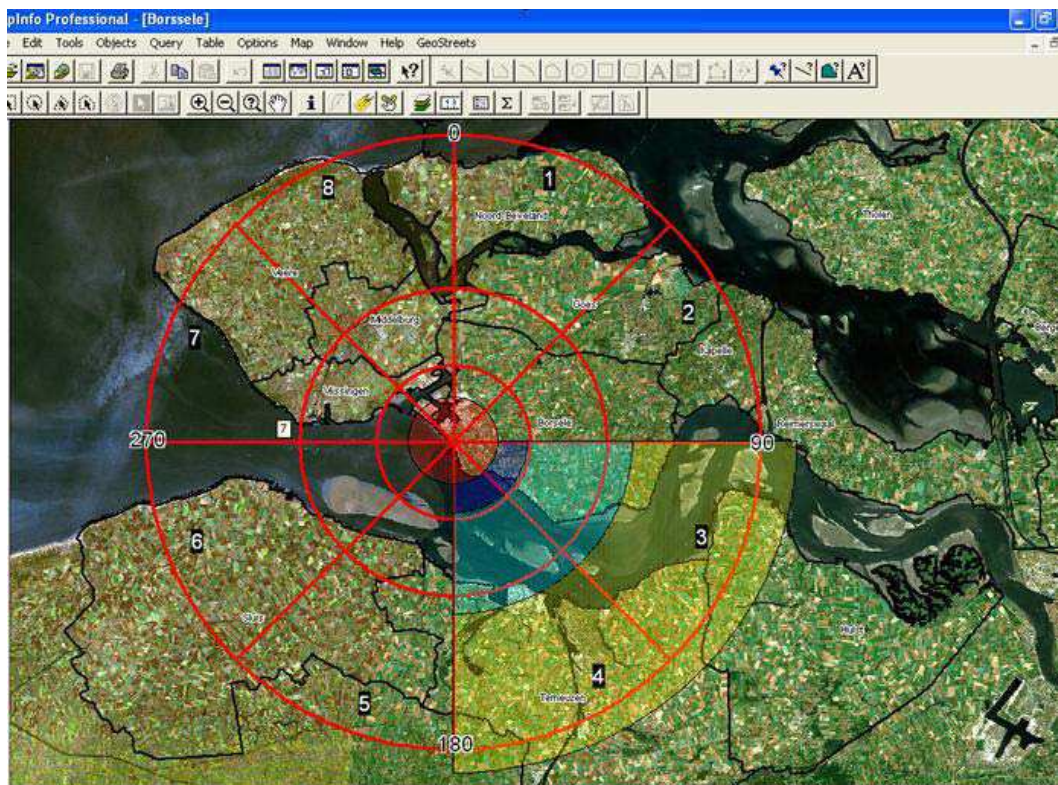 pInfo Professional - [Borssele]
e Edit Tools Objects Query Table Options Map Window Help GeoStreets
0
8
1
Noord-Beveland
Tholen
Veere
Goes
Middelburg
2
Kapelle
7
Vlissingen
7
Borsele
Reimerswaal
270
90
3
6
Sluis
Hulst
4
5
Terneuzen
180